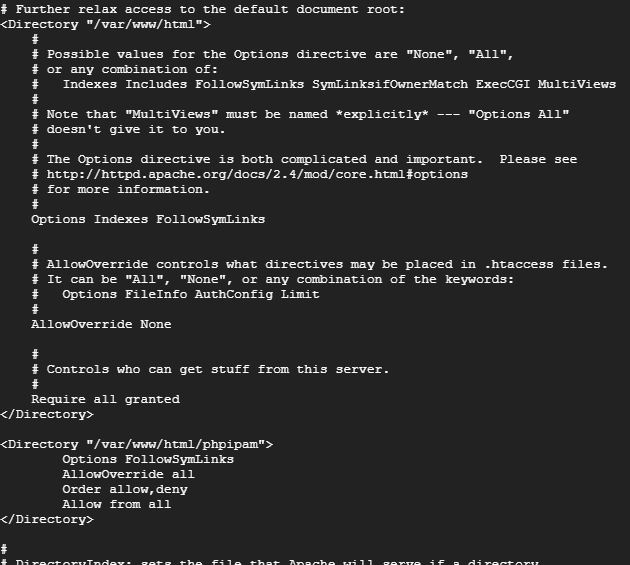 # Further relax access to the default document root:
<Directory "/var/www/html">
    #
    # Possible values for the Options directive are "None", "All",
    # or any combination of:
    #   Indexes Includes FollowSymLinks SymLinksifOwnerMatch ExecCGI MultiViews
    #
    # Note that "MultiViews" must be named *explicitly* --- "Options All"
    # doesn't give it to you.
    #
    # The Options directive is both complicated and important.  Please see
    # http://httpd.apache.org/docs/2.4/mod/core.html#options
    # for more information.
    #
    Options Indexes FollowSymLinks

    #
    # AllowOverride controls what directives may be placed in .htaccess files.
    # It can be "All", "None", or any combination of the keywords:
    #   Options FileInfo AuthConfig Limit
    #
    AllowOverride None

    #
    # Controls who can get stuff from this server.
    #
    Require all granted
</Directory>

<Directory "/var/www/html/phpipam">
        Options FollowSymLinks
        AllowOverride all
        Order allow,deny
        Allow from all
</Directory>

#
# DirectoryIndex: sets the file that Apache will serve if a directory